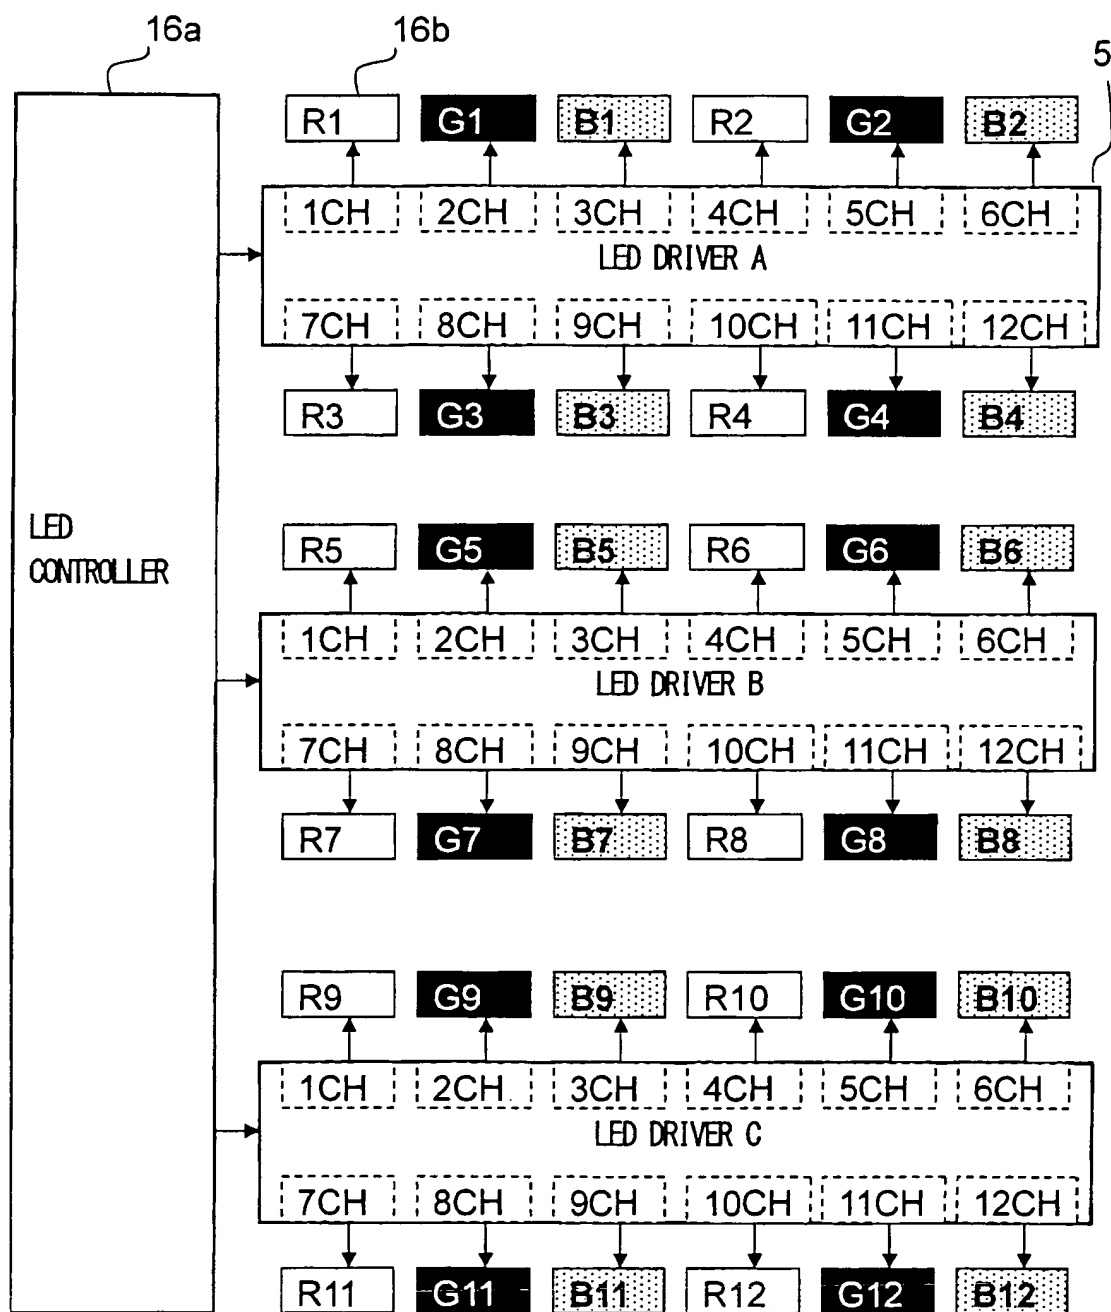 16a 16b 5
R1 G1 B1 R2 G2 B2
1CH 2CH 3CH 4CH 5CH 6CH
LED DRIVER A
7CH 8CH 9CH 10CH 11CH 12CH
R3 G3 B3 R4 G4 B4
LED
CONTROLLER
R5 G5 B5 R6 G6 B6
1CH 2CH 3CH 4CH 5CH 6CH
LED DRIVER B
7CH 8CH 9CH 10CH 11CH 12CH
R7 G7 B7 R8 G8 B8
R9 G9 B9 R10 G10 B10
1CH 2CH 3CH 4CH 5CH 6CH
LED DRIVER C
7CH 8CH 9CH 10CH 11CH 12CH
R11 G11 B11 R12 G12 B12